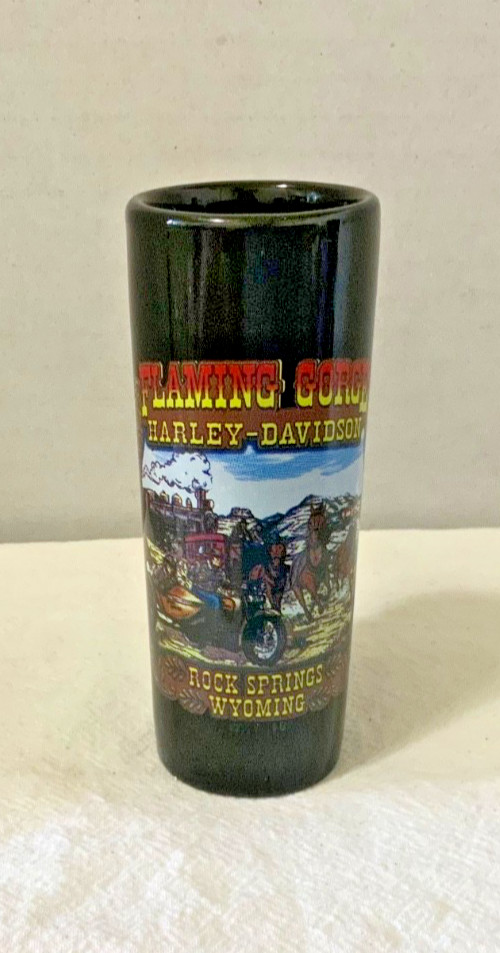 FLAMING GORGE
HARLEY-DAVIDSON
ROCK SPRINGS
WYOMING